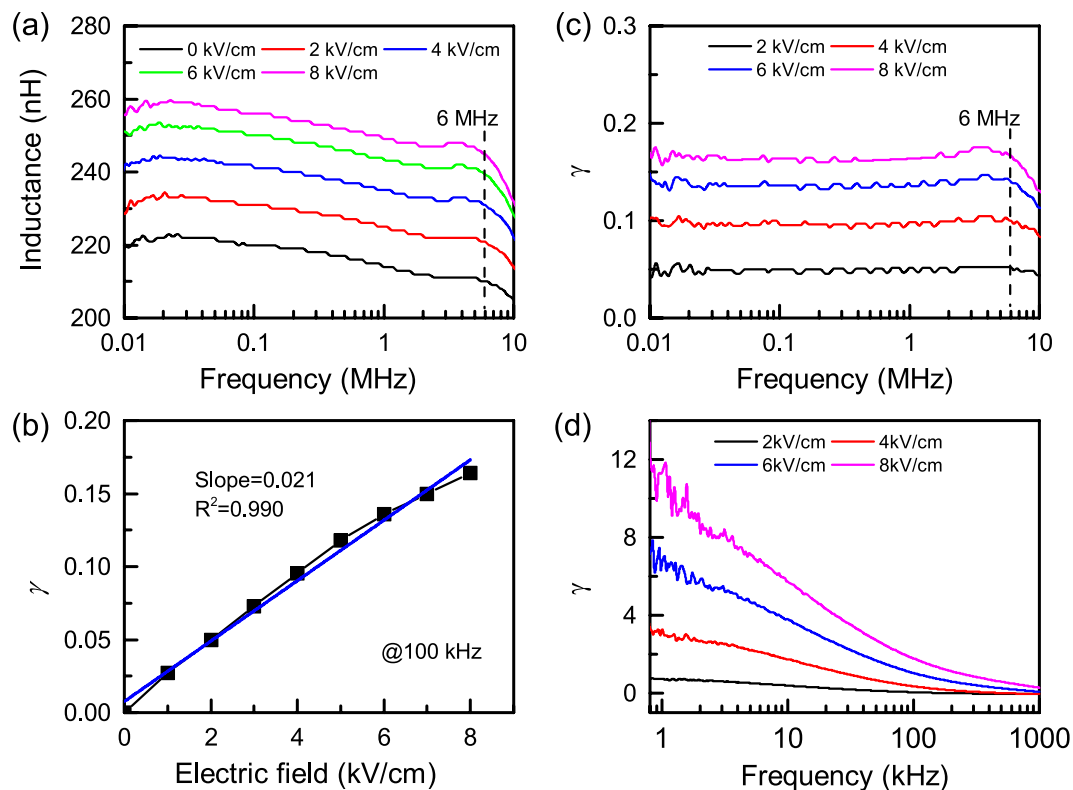 (a)
280
260
240
220
200
Inductance (nH)
0 kV/cm 2 kV/cm 4 kV/cm
6 kV/cm 8 kV/cm
6 MHz
0.01 0.1 1 10
Frequency (MHz)
(c)
0.3
0.2
0.1
0.0
γ
2 kV/cm 4 kV/cm
6 kV/cm 8 kV/cm
6 MHz
0.01 0.1 1 10
Frequency (MHz)
(b)
0.20
0.15
0.10
0.05
0.00
γ
Slope=0.021
R²=0.990
@100 kHz
0 2 4 6 8
Electric field (kV/cm)
(d)
12
8
4
0
γ
2kV/cm 4kV/cm
6kV/cm 8kV/cm
1 10 100 1000
Frequency (kHz)